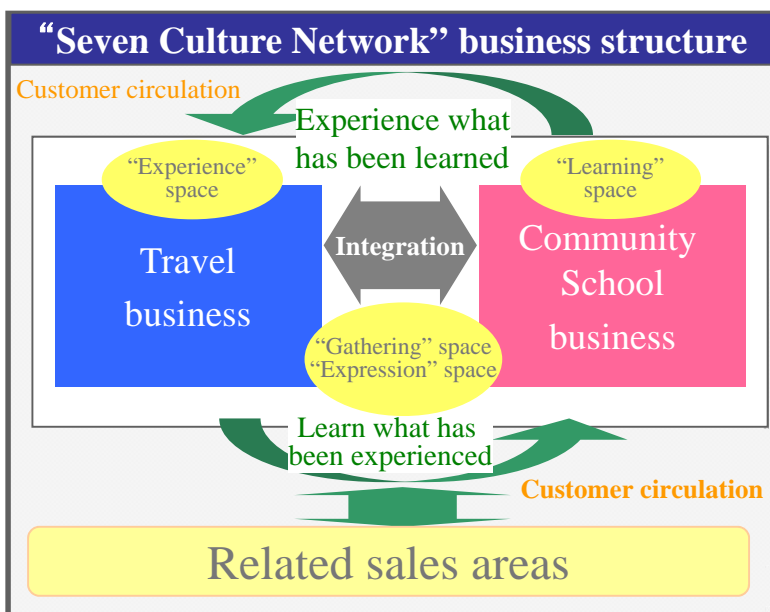 “Seven Culture Network” business structure
Customer circulation
Experience what
has been learned
“Experience”
space
“Learning”
space
Travel
business
Integration
Community
School
business
“Gathering” space
“Expression” space
Learn what has
been experienced
Customer circulation
Related sales areas